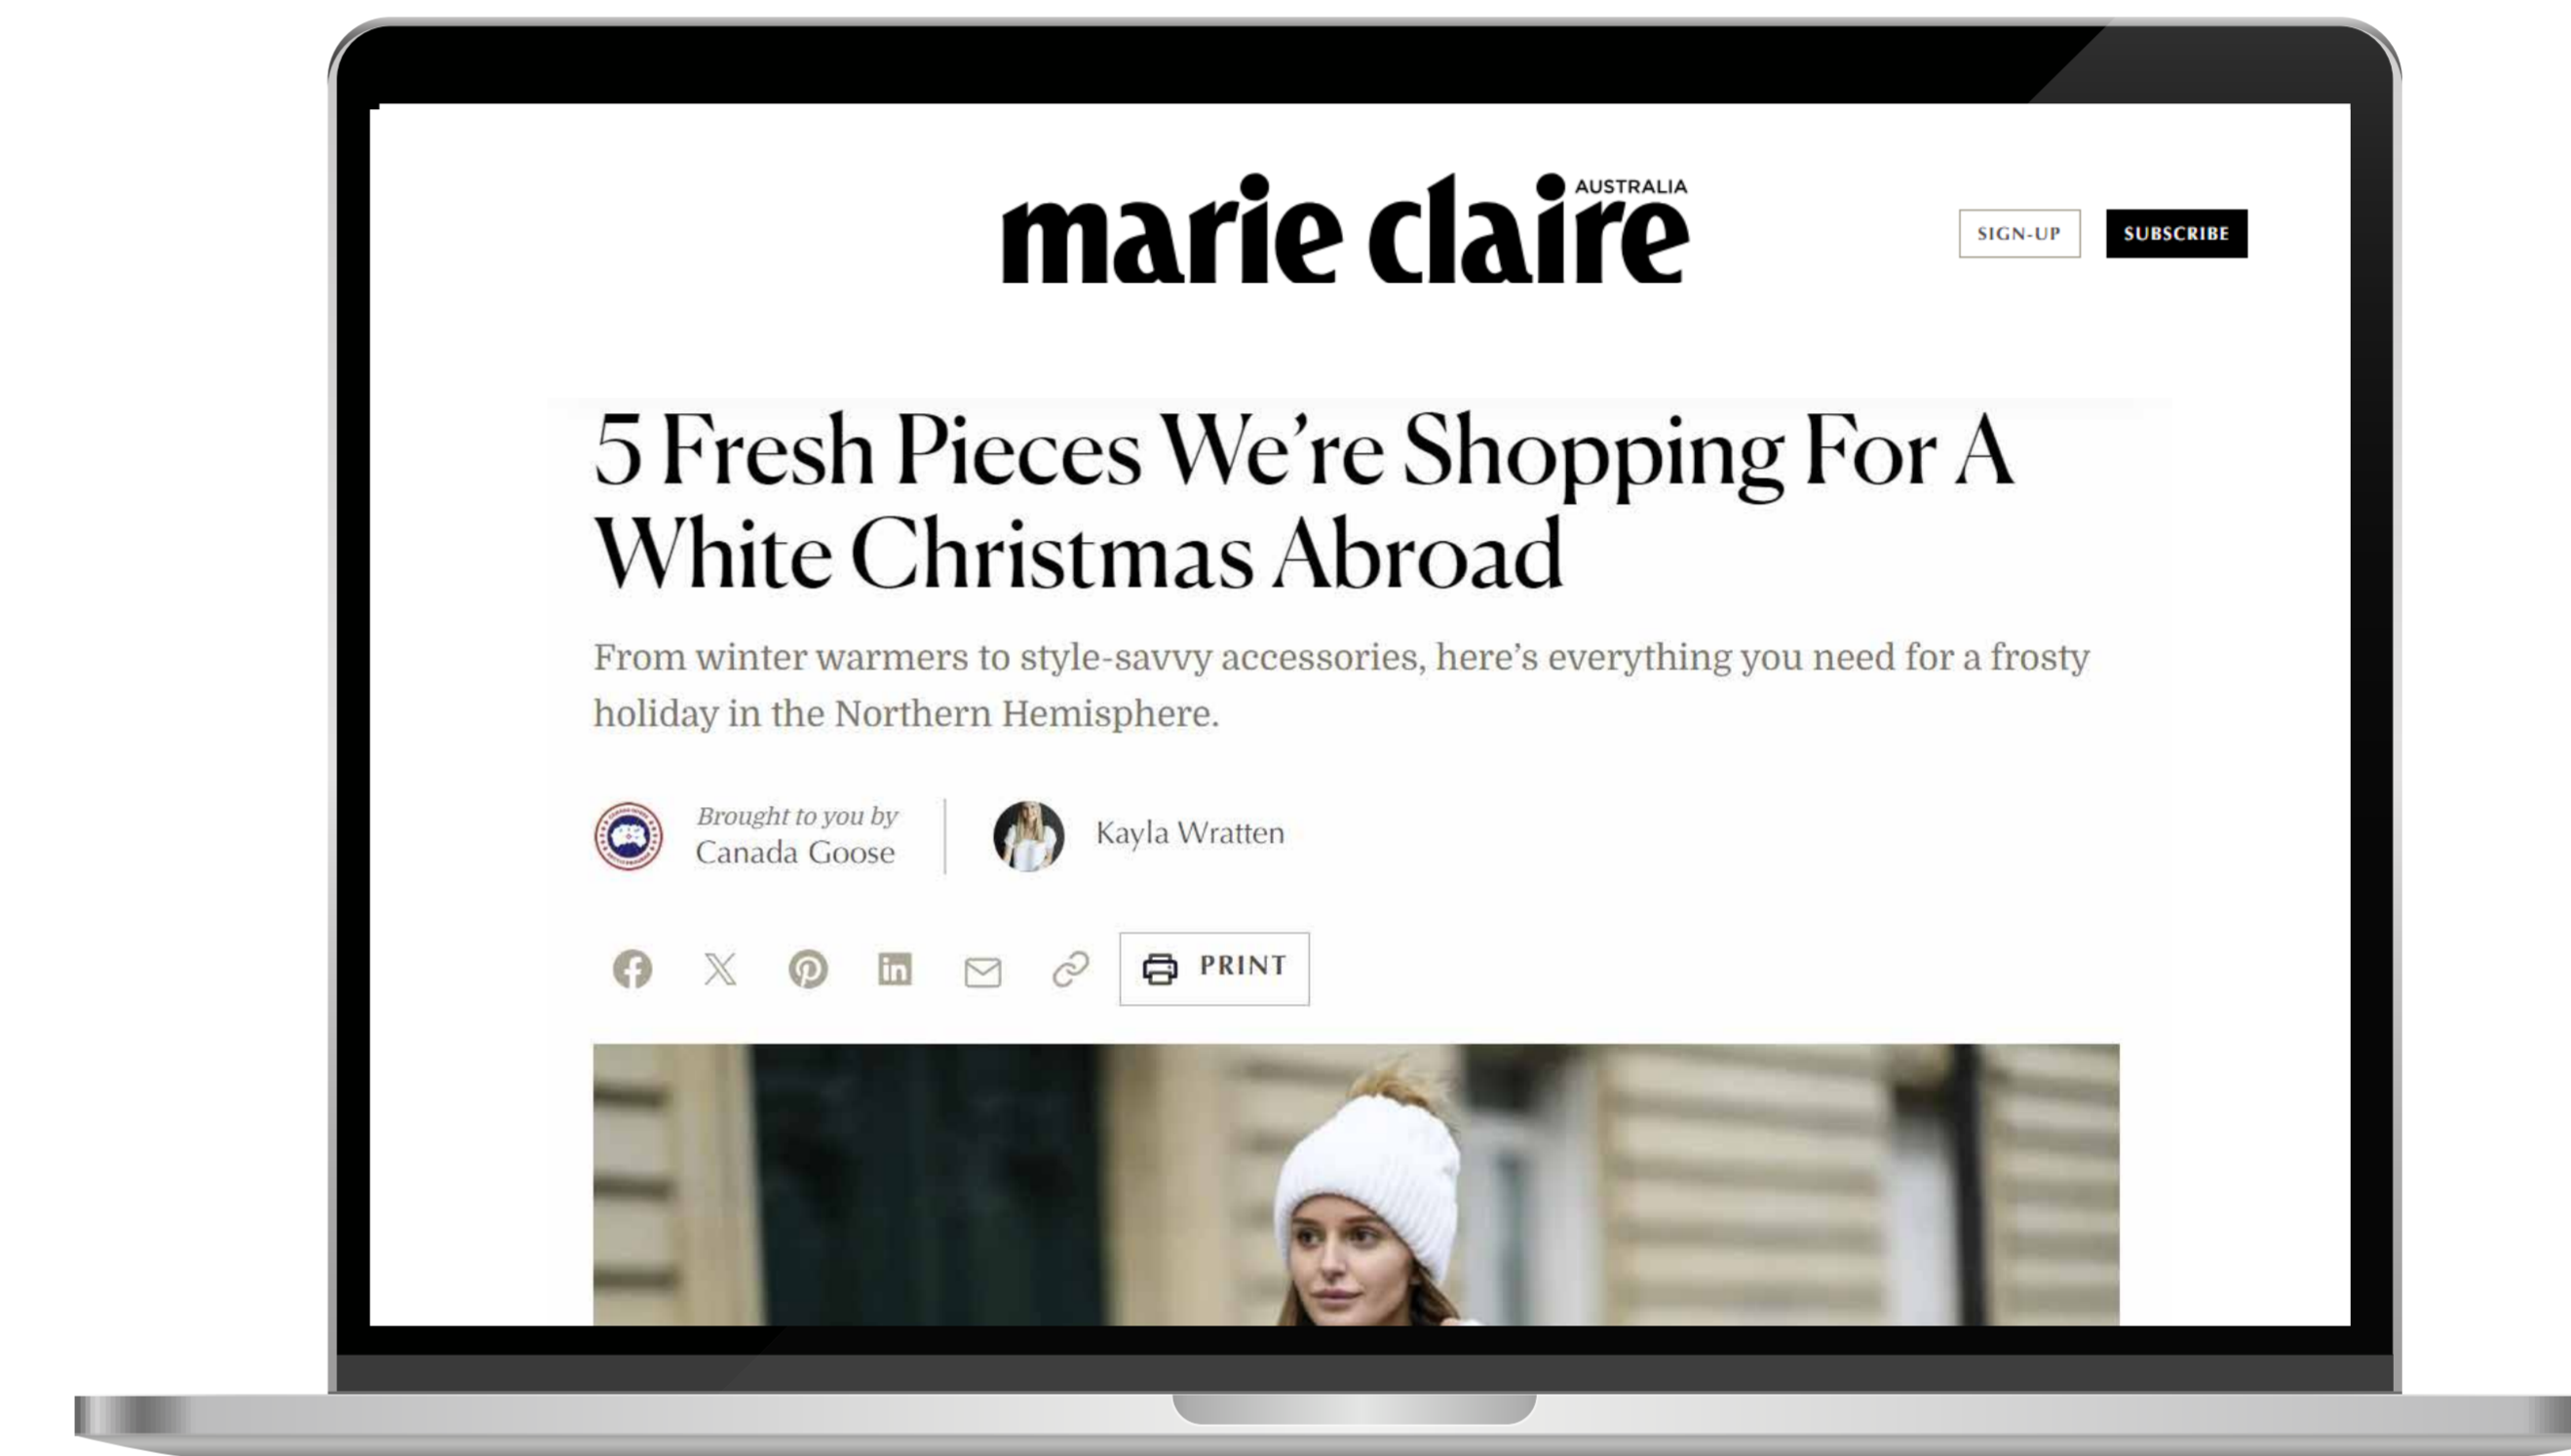 marie claire
AUSTRALIA
SIGN-UP
SUBSCRIBE
5 Fresh Pieces We’re Shopping For A
White Christmas Abroad
From winter warmers to style-savvy accessories, here’s everything you need for a frosty
holiday in the Northern Hemisphere.
Brought to you by
Canada Goose
Kayla Wratten
PRINT